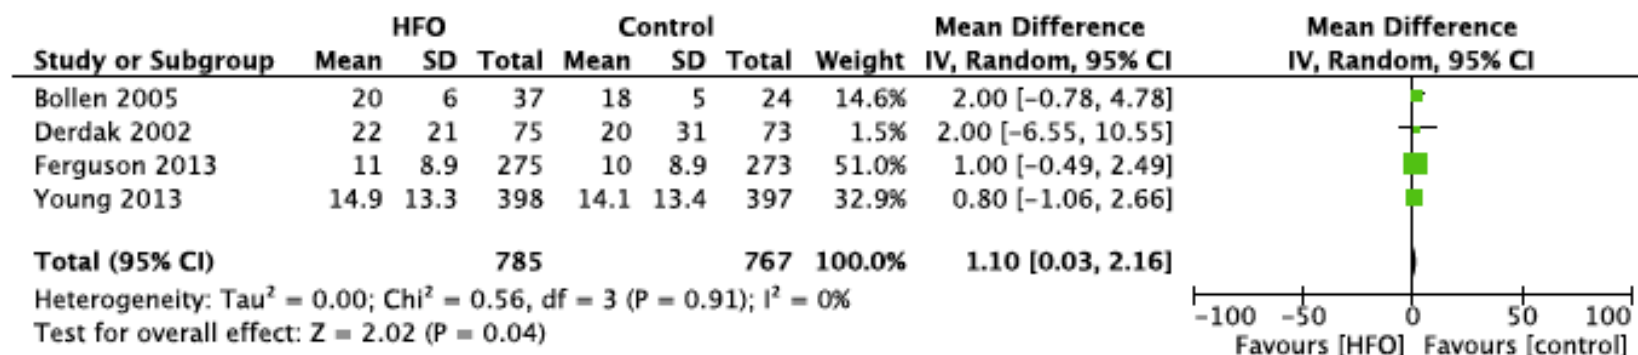 HFO Control Mean Difference Mean Difference
Study or Subgroup Mean SD Total Mean SD Total Weight IV, Random, 95% CI IV, Random, 95% CI
Bollen 2005 20 6 37 18 5 24 14.6% 2.00 [−0.78, 4.78]
Derdak 2002 22 21 75 20 31 73 1.5% 2.00 [−6.55, 10.55]
Ferguson 2013 11 8.9 275 10 8.9 273 51.0% 1.00 [−0.49, 2.49]
Young 2013 14.9 13.3 398 14.1 13.4 397 32.9% 0.80 [−1.06, 2.66]
Total (95% CI) 785 767 100.0% 1.10 [0.03, 2.16]
Heterogeneity: Tau² = 0.00; Chi² = 0.56, df = 3 (P = 0.91); I² = 0%
Test for overall effect: Z = 2.02 (P = 0.04)
−100 −50 0 50 100
Favours [HFO] Favours [control]